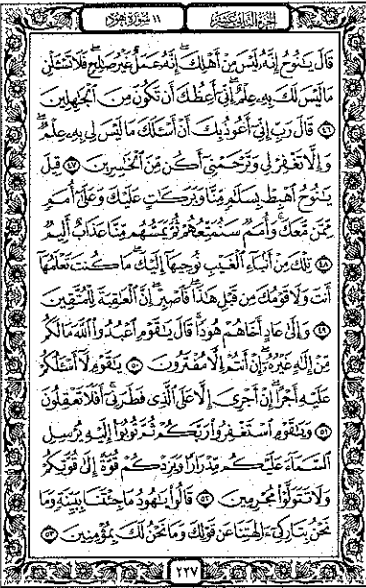 الجزء الثانى عشر
١١ سورة هود
قَالَ يَـٰنُوحُ إِنَّهُۥ لَيْسَ مِنْ أَهْلِكَ ۖ إِنَّهُۥ عَمَلٌ غَيْرُ صَـٰلِحٍ ۖ فَلَا تَسْـَٔلْنِ
مَا لَيْسَ لَكَ بِهِۦ عِلْمٌ ۖ إِنِّىٓ أَعِظُكَ أَن تَكُونَ مِنَ ٱلْجَـٰهِلِينَ
٤٦ قَالَ رَبِّ إِنِّىٓ أَعُوذُ بِكَ أَنْ أَسْـَٔلَكَ مَا لَيْسَ لِى بِهِۦ عِلْمٌ ۖ
وَإِلَّا تَغْفِرْ لِى وَتَرْحَمْنِىٓ أَكُن مِّنَ ٱلْخَـٰسِرِينَ ٤٧ قِيلَ
يَـٰنُوحُ ٱهْبِطْ بِسَلَـٰمٍ مِّنَّا وَبَرَكَـٰتٍ عَلَيْكَ وَعَلَىٰٓ أُمَمٍ
مِّمَّن مَّعَكَ ۚ وَأُمَمٌ سَنُمَتِّعُهُمْ ثُمَّ يَمَسُّهُم مِّنَّا عَذَابٌ أَلِيمٌ
٤٨ تِلْكَ مِنْ أَنۢبَآءِ ٱلْغَيْبِ نُوحِيهَآ إِلَيْكَ ۖ مَا كُنتَ تَعْلَمُهَآ
أَنتَ وَلَا قَوْمُكَ مِن قَبْلِ هَـٰذَا ۖ فَٱصْبِرْ ۖ إِنَّ ٱلْعَـٰقِبَةَ لِلْمُتَّقِينَ
٤٩ وَإِلَىٰ عَادٍ أَخَاهُمْ هُودًا ۚ قَالَ يَـٰقَوْمِ ٱعْبُدُوا۟ ٱللَّهَ مَا لَكُم
مِّنْ إِلَـٰهٍ غَيْرُهُۥٓ ۖ إِنْ أَنتُمْ إِلَّا مُفْتَرُونَ ٥٠ يَـٰقَوْمِ لَآ أَسْـَٔلُكُمْ
عَلَيْهِ أَجْرًا ۖ إِنْ أَجْرِىَ إِلَّا عَلَى ٱلَّذِى فَطَرَنِىٓ ۚ أَفَلَا تَعْقِلُونَ
٥١ وَيَـٰقَوْمِ ٱسْتَغْفِرُوا۟ رَبَّكُمْ ثُمَّ تُوبُوٓا۟ إِلَيْهِ يُرْسِلِ
ٱلسَّمَآءَ عَلَيْكُم مِّدْرَارًا وَيَزِدْكُمْ قُوَّةً إِلَىٰ قُوَّتِكُمْ
وَلَا تَتَوَلَّوْا۟ مُجْرِمِينَ ٥٢ قَالُوا۟ يَـٰهُودُ مَا جِئْتَنَا بِبَيِّنَةٍ وَمَا
نَحْنُ بِتَارِكِىٓ ءَالِهَتِنَا عَن قَوْلِكَ وَمَا نَحْنُ لَكَ بِمُؤْمِنِينَ ٥٣
٢٢٧